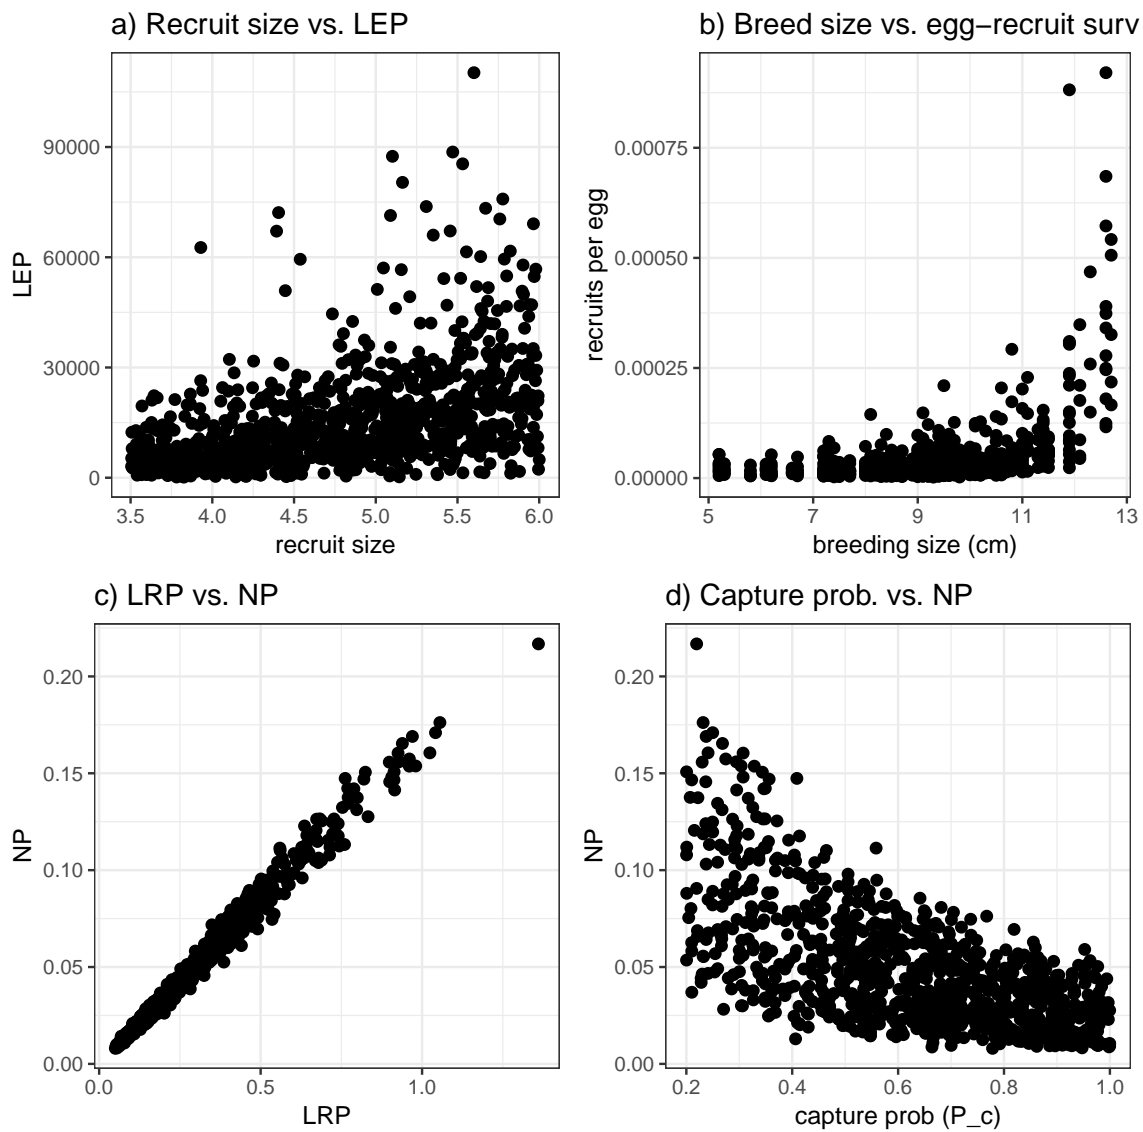 a) Recruit size vs. LEP
90000
60000
30000
0
LEP
3.5 4.0 4.5 5.0 5.5 6.0
recruit size
b) Breed size vs. egg−recruit surv
0.00075
0.00050
0.00025
0.00000
recruits per egg
5 7 9 11 13
breeding size (cm)
c) LRP vs. NP
0.20
0.15
0.10
0.05
0.00
NP
0.0 0.5 1.0
LRP
d) Capture prob. vs. NP
0.20
0.15
0.10
0.05
0.00
NP
0.2 0.4 0.6 0.8 1.0
capture prob (P_c)